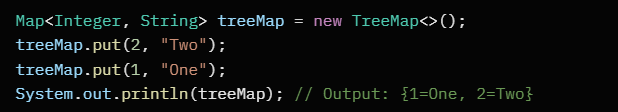 Map<Integer, String> treeMap = new TreeMap<>();
treeMap.put(2, "Two");
treeMap.put(1, "One");
System.out.println(treeMap); // Output: {1=One, 2=Two}